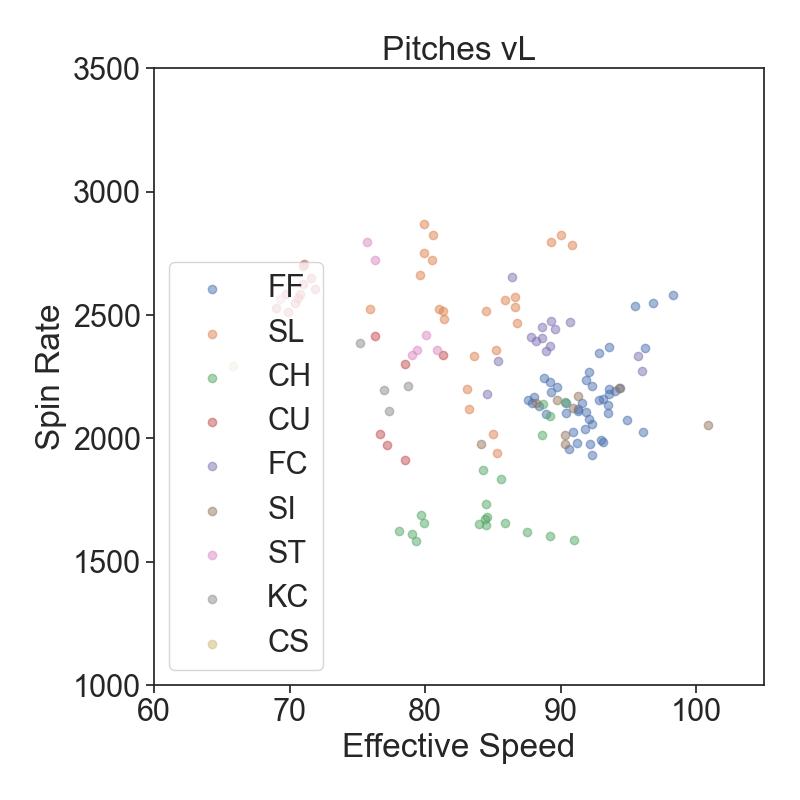 Pitches vL
3500
3000
2500
2000
1500
1000
Spin Rate
FF
SL
CH
CU
FC
SI
ST
KC
CS
60 70 80 90 100
Effective Speed